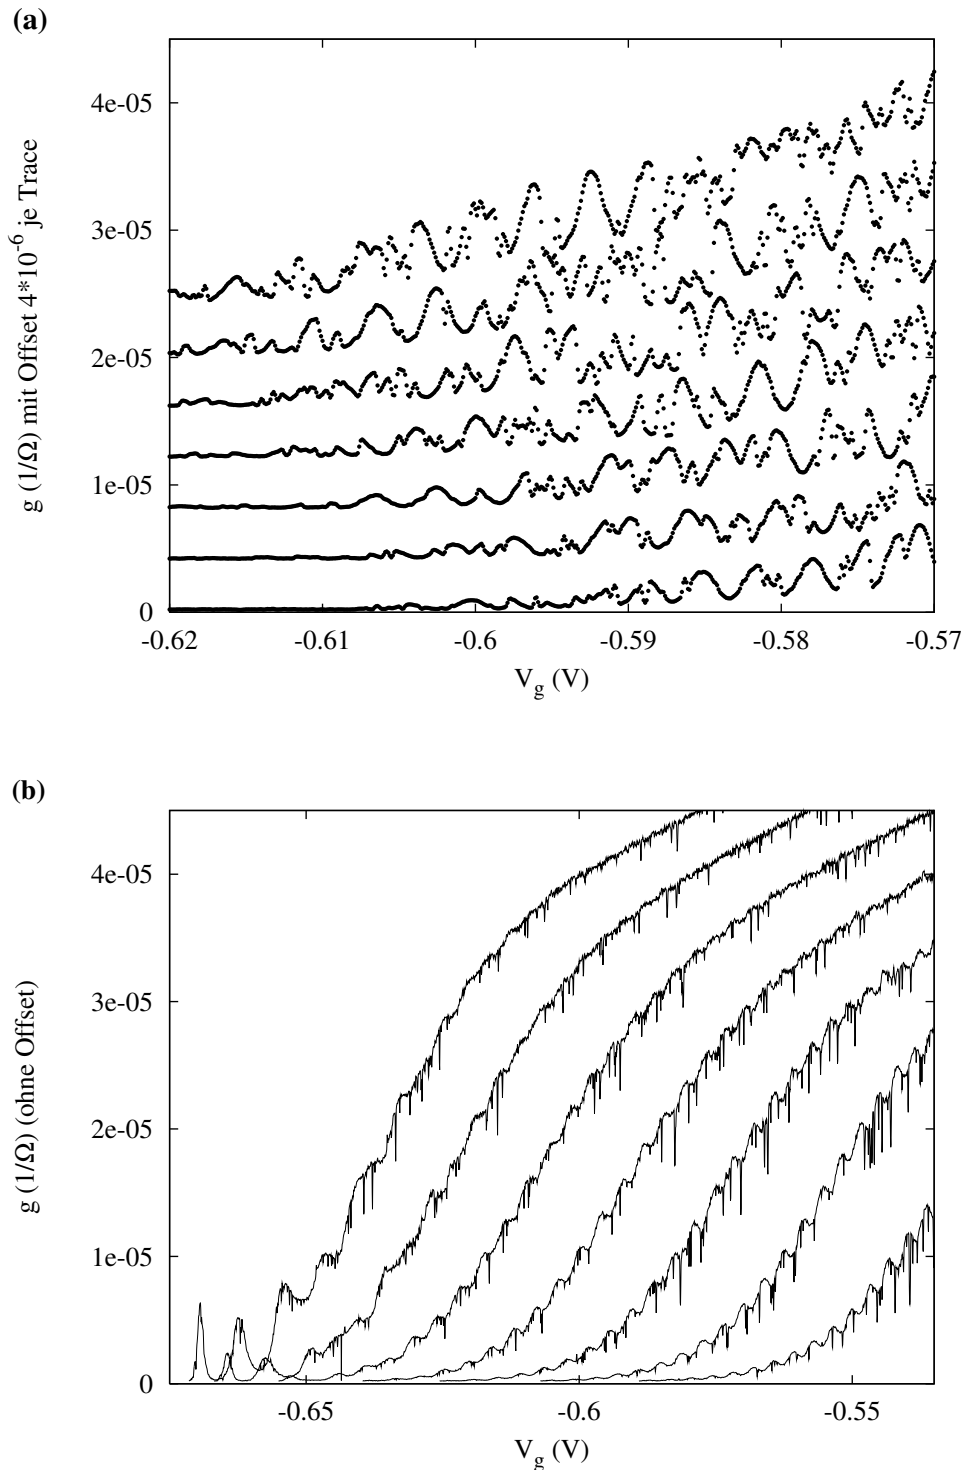 (a)
g (1/Ω) mit Offset 4*10⁻⁶ je Trace
4e-05
3e-05
2e-05
1e-05
0
-0.62 -0.61 -0.6 -0.59 -0.58 -0.57
V_g (V)
(b)
g (1/Ω) (ohne Offset)
4e-05
3e-05
2e-05
1e-05
0
-0.65 -0.6 -0.55
V_g (V)